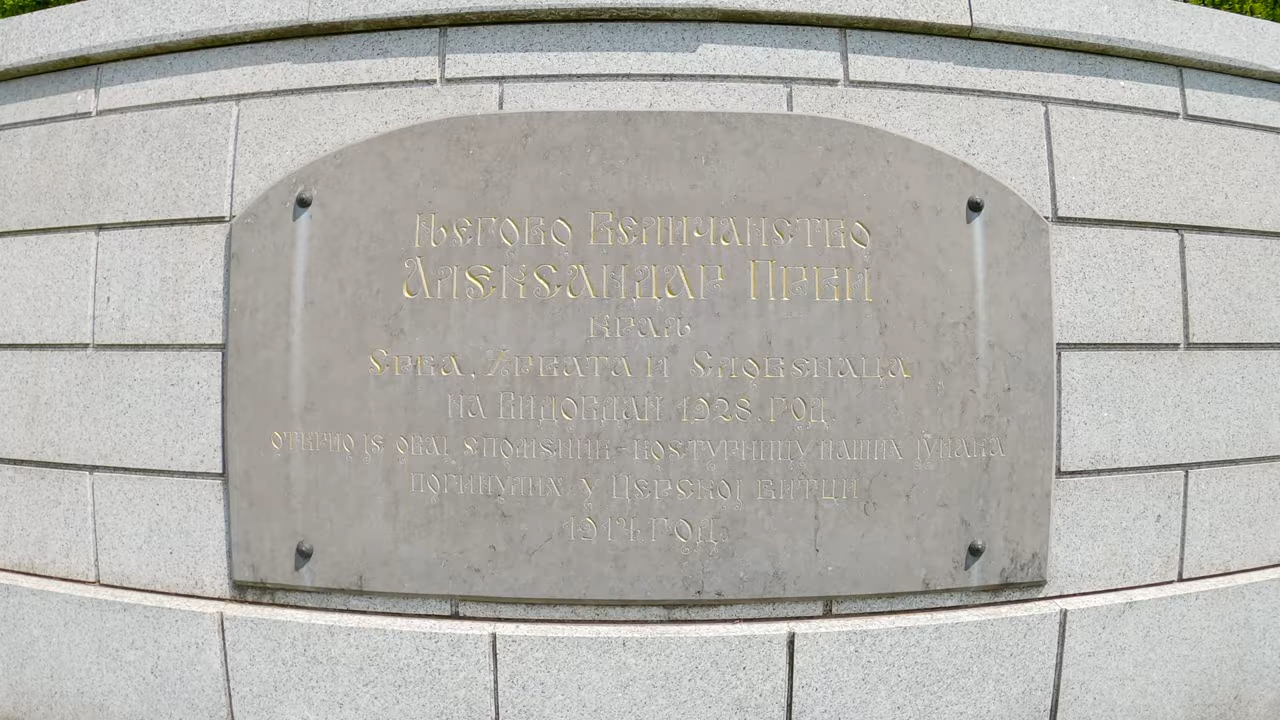 Његово Величанство
Александар Први
краљ
Срба, Хрвата и Словенаца
на Видовдан 1928. год.
открио је овај споменик-костурницу наших јунака
погинулих у Церској битци
1914. год.